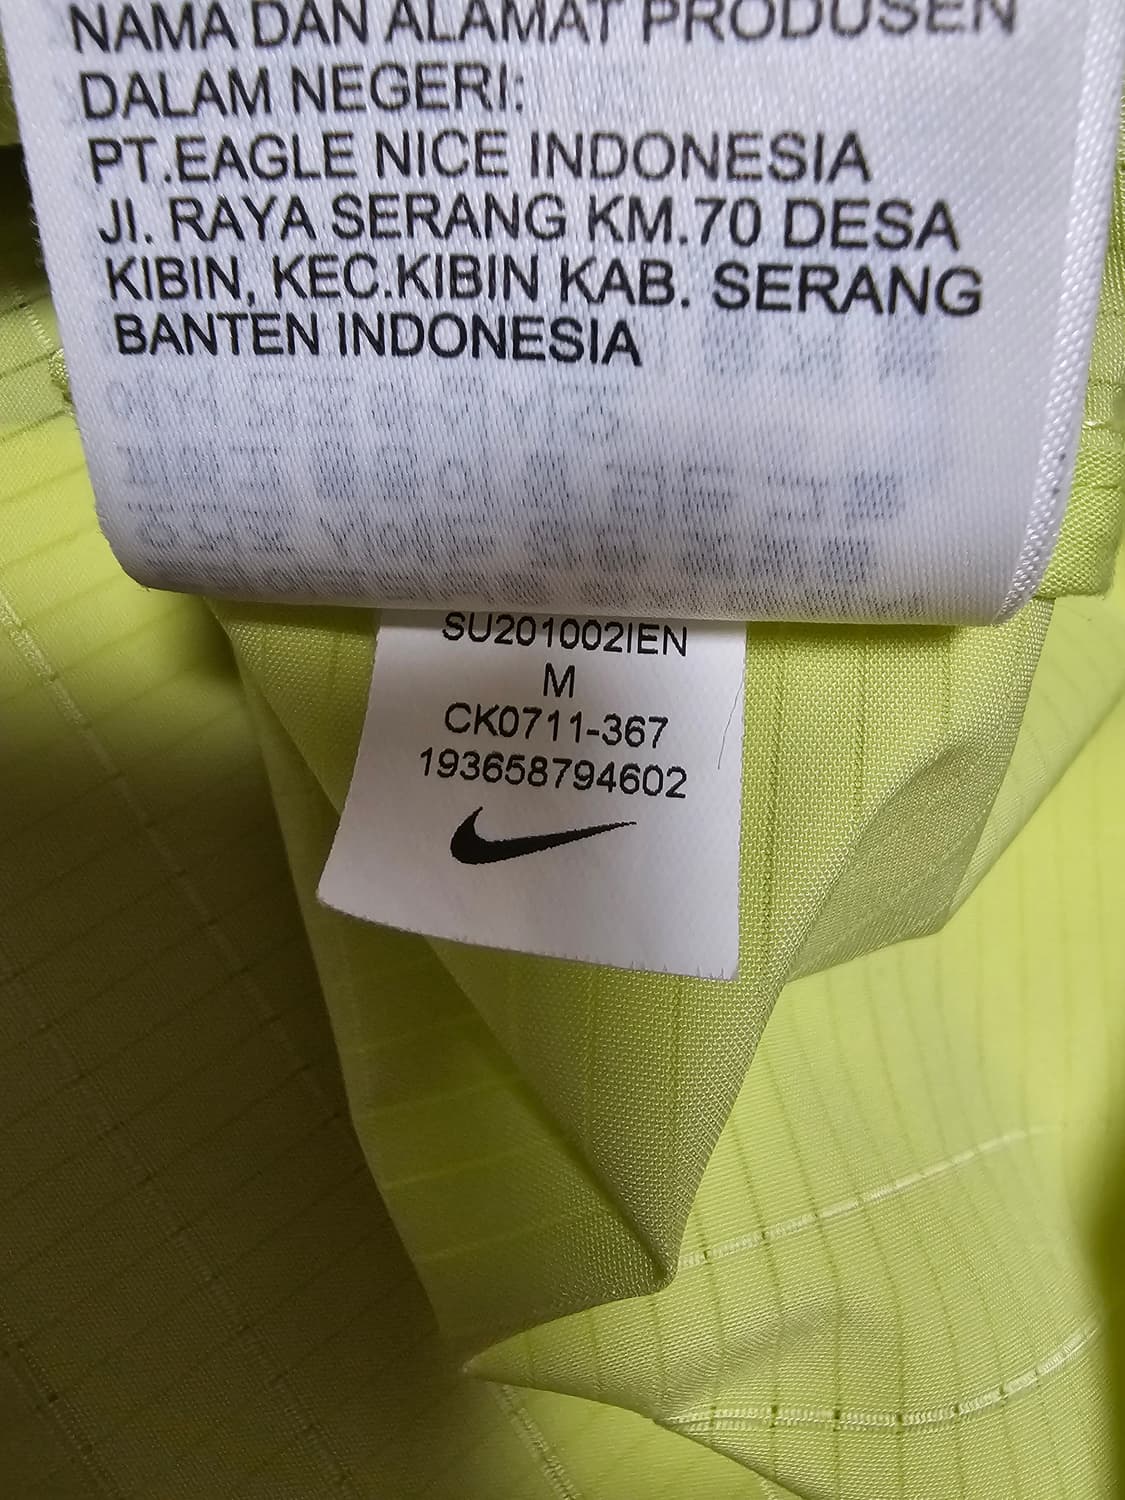 NAMA DAN ALAMAT PRODUSEN
DALAM NEGERI:
PT.EAGLE NICE INDONESIA
Jl. RAYA SERANG KM.70 DESA
KIBIN, KEC.KIBIN KAB. SERANG
BANTEN INDONESIA
SU201002IEN
M
CK0711-367
193658794602